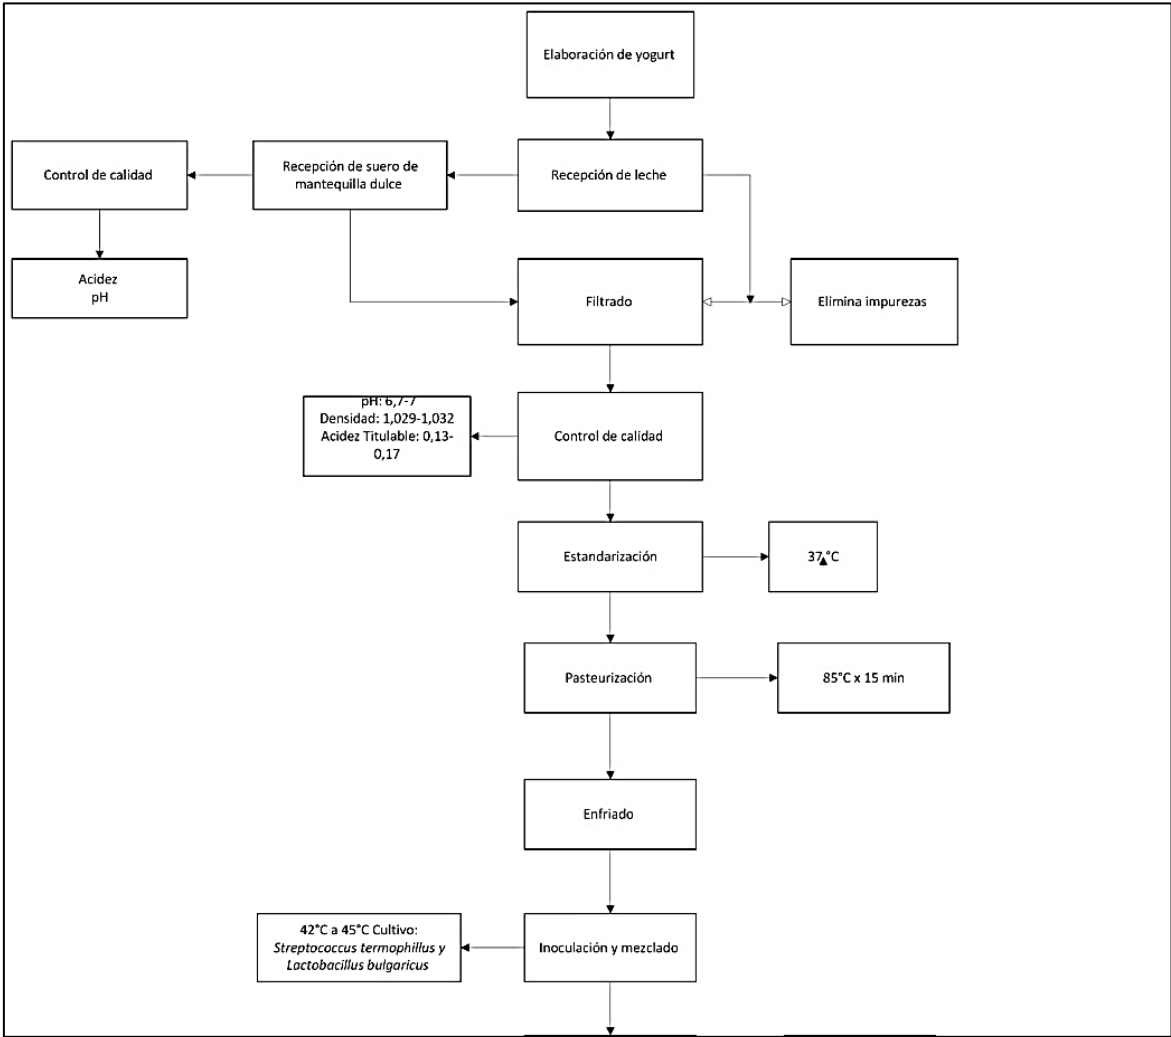 Elaboración de yogurt
Control de calidad
Recepción de suero de
mantequilla dulce
Recepción de leche
Acidez
pH
Filtrado
Elimina impurezas
pH: 6,7-7
Densidad: 1,029-1,032
Acidez Titulable: 0,13-
0,17
Control de calidad
Estandarización
37°C
Pasteurización
85°C x 15 min
Enfriado
42°C a 45°C Cultivo:
Streptococcus termophillus y
Lactobacillus bulgaricus
Inoculación y mezclado